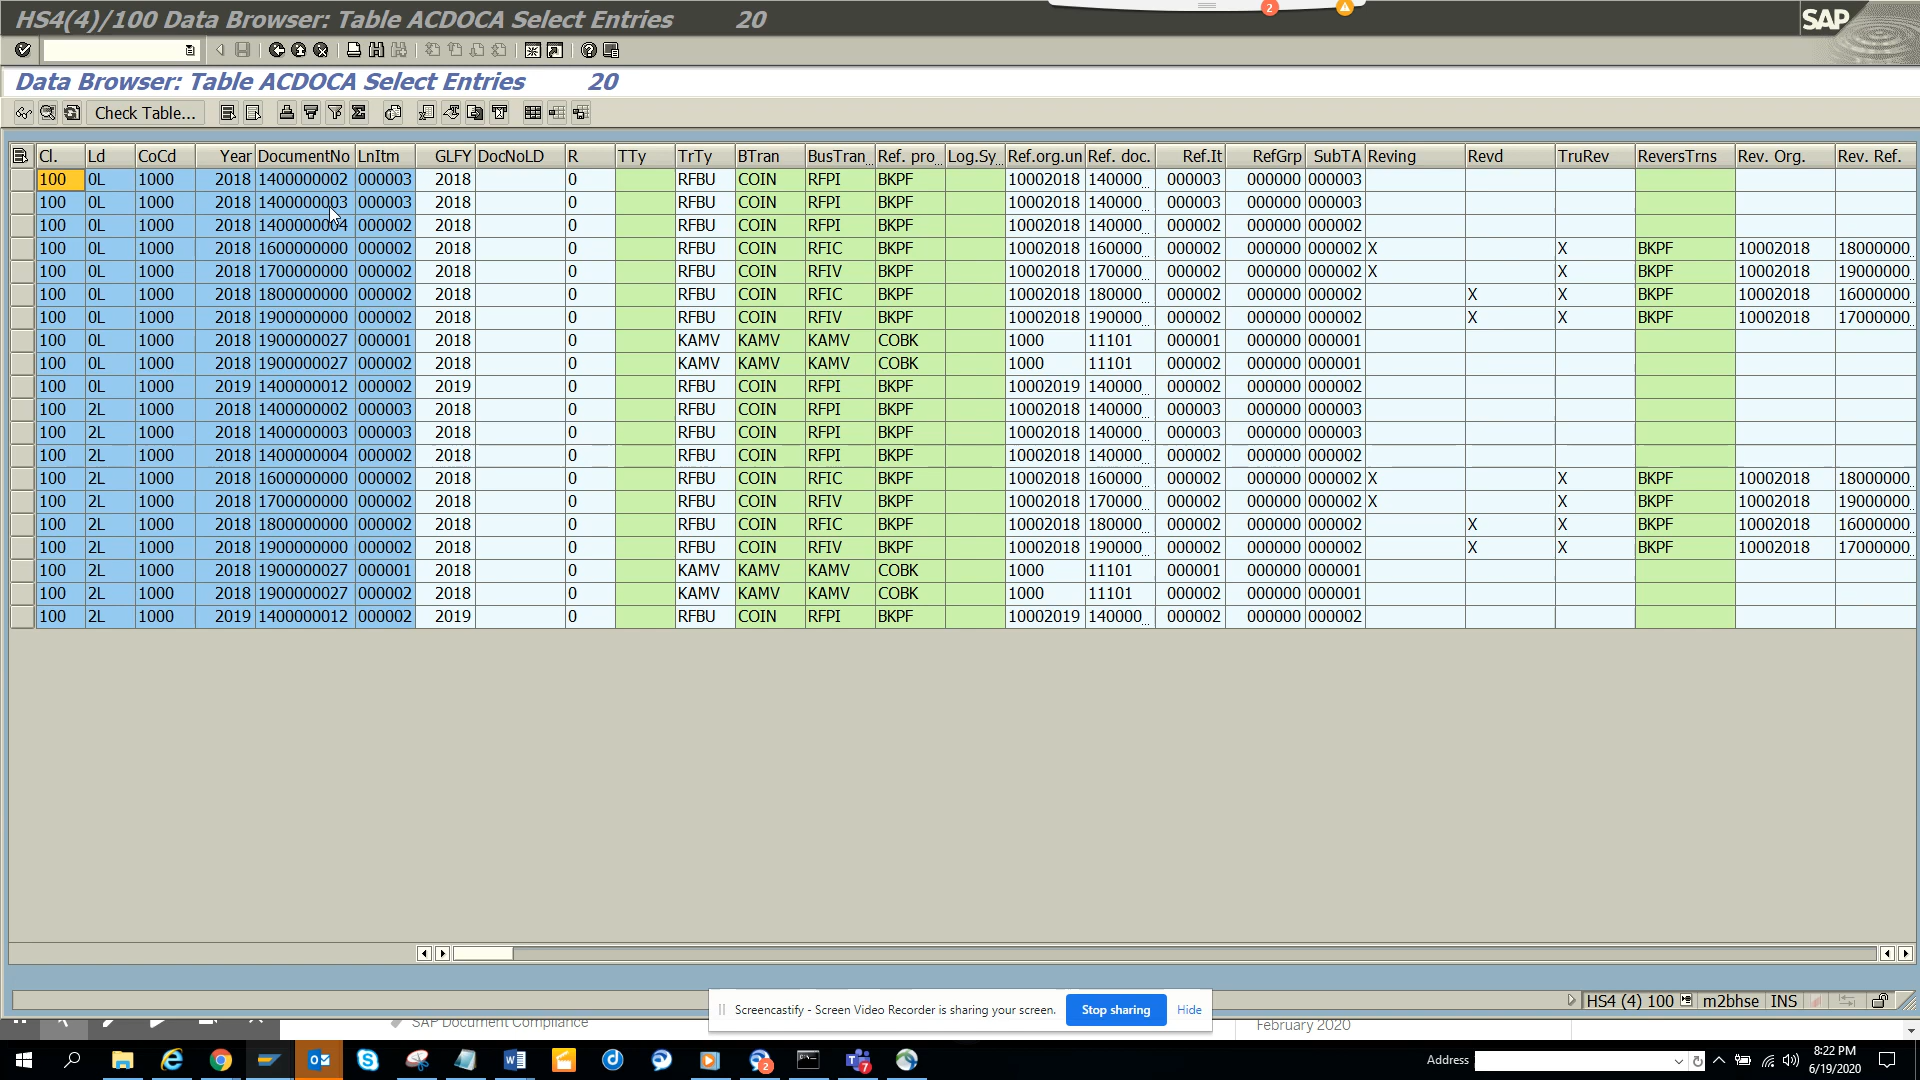 HS4(4)/100 Data Browser: Table ACDOCA Select Entries 20
SAP
Data Browser: Table ACDOCA Select Entries 20
Check Table...
Cl. Ld CoCd Year DocumentNo LnItm GLFY DocNoLD R TTy TrTy BTran BusTran Ref. pro Log.Sy Ref.org.un Ref. doc. Ref.It RefGrp SubTA Reving Revd TruRev ReversTrns Rev. Org. Rev. Ref.
100 0L 1000 2018 1400000002 000003 2018 0 RFBU COIN RFPI BKPF 10002018 140000 000003 000000 000003
100 0L 1000 2018 1400000003 000003 2018 0 RFBU COIN RFPI BKPF 10002018 140000 000003 000000 000003
100 0L 1000 2018 1400000004 000002 2018 0 RFBU COIN RFPI BKPF 10002018 140000 000002 000000 000002
100 0L 1000 2018 1600000000 000002 2018 0 RFBU COIN RFIC BKPF 10002018 160000 000002 000000 000002 X X BKPF 10002018 18000000
100 0L 1000 2018 1700000000 000002 2018 0 RFBU COIN RFIV BKPF 10002018 170000 000002 000000 000002 X X BKPF 10002018 19000000
100 0L 1000 2018 1800000000 000002 2018 0 RFBU COIN RFIC BKPF 10002018 180000 000002 000000 000002 X X BKPF 10002018 16000000
100 0L 1000 2018 1900000000 000002 2018 0 RFBU COIN RFIV BKPF 10002018 190000 000002 000000 000002 X X BKPF 10002018 17000000
100 0L 1000 2018 1900000027 000001 2018 0 KAMV KAMV KAMV COBK 1000 11101 000001 000000 000001
100 0L 1000 2018 1900000027 000002 2018 0 KAMV KAMV KAMV COBK 1000 11101 000002 000000 000001
100 0L 1000 2019 1400000012 000002 2019 0 RFBU COIN RFPI BKPF 10002019 140000 000002 000000 000002
100 2L 1000 2018 1400000002 000003 2018 0 RFBU COIN RFPI BKPF 10002018 140000 000003 000000 000003
100 2L 1000 2018 1400000003 000003 2018 0 RFBU COIN RFPI BKPF 10002018 140000 000003 000000 000003
100 2L 1000 2018 1400000004 000002 2018 0 RFBU COIN RFPI BKPF 10002018 140000 000002 000000 000002
100 2L 1000 2018 1600000000 000002 2018 0 RFBU COIN RFIC BKPF 10002018 160000 000002 000000 000002 X X BKPF 10002018 18000000
100 2L 1000 2018 1700000000 000002 2018 0 RFBU COIN RFIV BKPF 10002018 170000 000002 000000 000002 X X BKPF 10002018 19000000
100 2L 1000 2018 1800000000 000002 2018 0 RFBU COIN RFIC BKPF 10002018 180000 000002 000000 000002 X X BKPF 10002018 16000000
100 2L 1000 2018 1900000000 000002 2018 0 RFBU COIN RFIV BKPF 10002018 190000 000002 000000 000002 X X BKPF 10002018 17000000
100 2L 1000 2018 1900000027 000001 2018 0 KAMV KAMV KAMV COBK 1000 11101 000001 000000 000001
100 2L 1000 2018 1900000027 000002 2018 0 KAMV KAMV KAMV COBK 1000 11101 000002 000000 000001
100 2L 1000 2019 1400000012 000002 2019 0 RFBU COIN RFPI BKPF 10002019 140000 000002 000000 000002
HS4 (4) 100 m2bhse INS
Screencastify - Screen Video Recorder is sharing your screen. Stop sharing Hide
SAP Document Compliance February 2020
Address
8:22 PM
6/19/2020